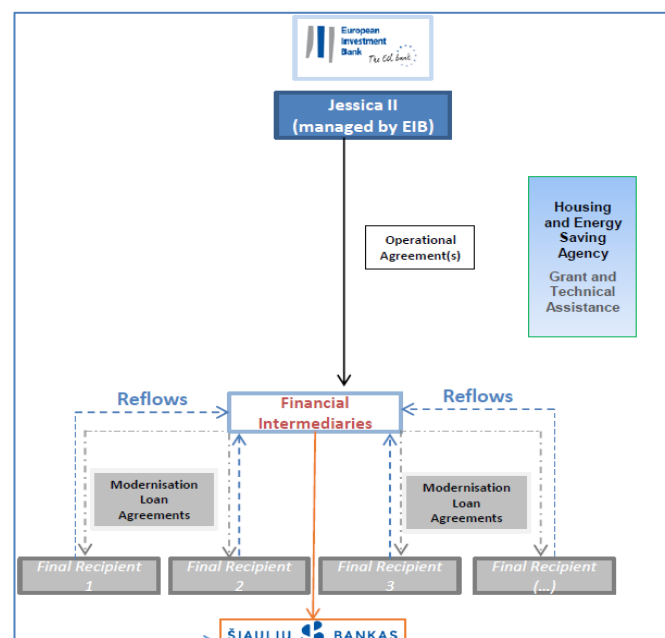 European
Investment
Bank
The EU bank
Jessica II
(managed by EIB)
Operational
Agreement(s)
Housing
and Energy
Saving
Agency
Grant and
Technical
Assistance
Reflows
Reflows
Financial
Intermediaries
Modernisation
Loan
Agreements
Modernisation
Loan
Agreements
Final Recipient
1
Final Recipient
2
Final Recipient
3
Final Recipient
(...)
ŠIAULIŲ BANKAS